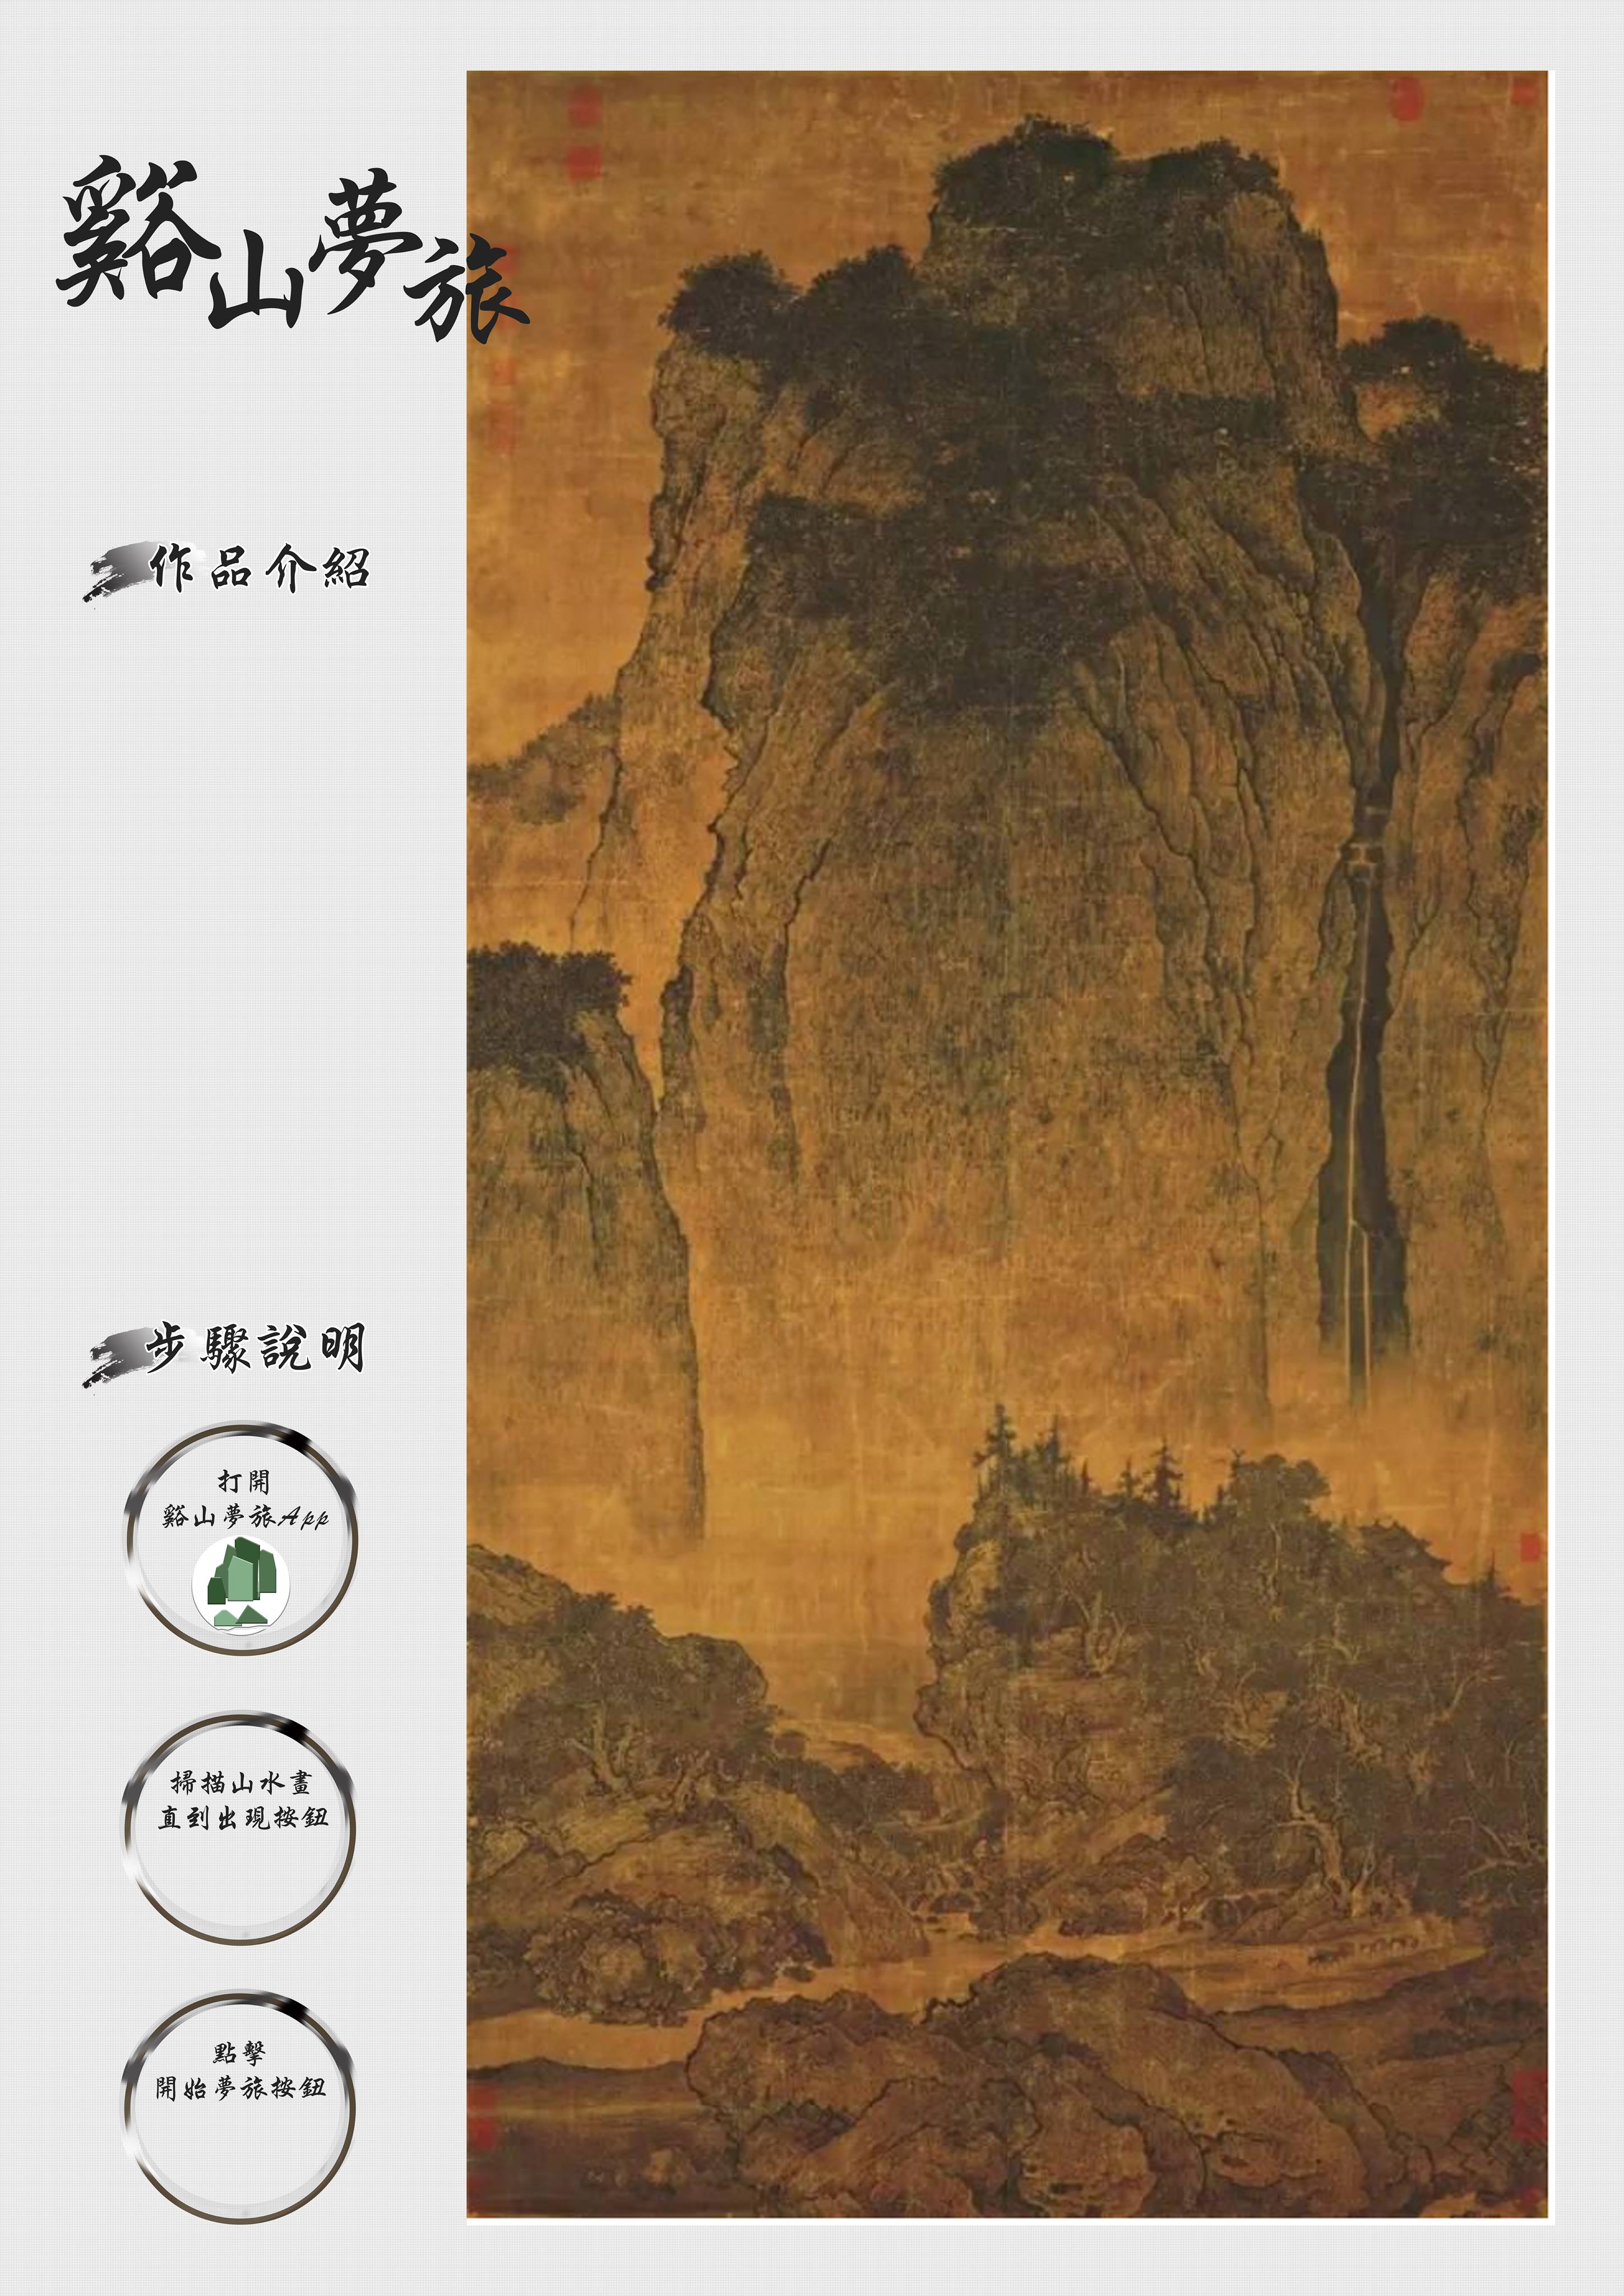 谿山夢旅
作品介紹
步驟說明
打開
谿山夢旅App
掃描山水畫
直到出現按鈕
點擊
開始夢旅按鈕